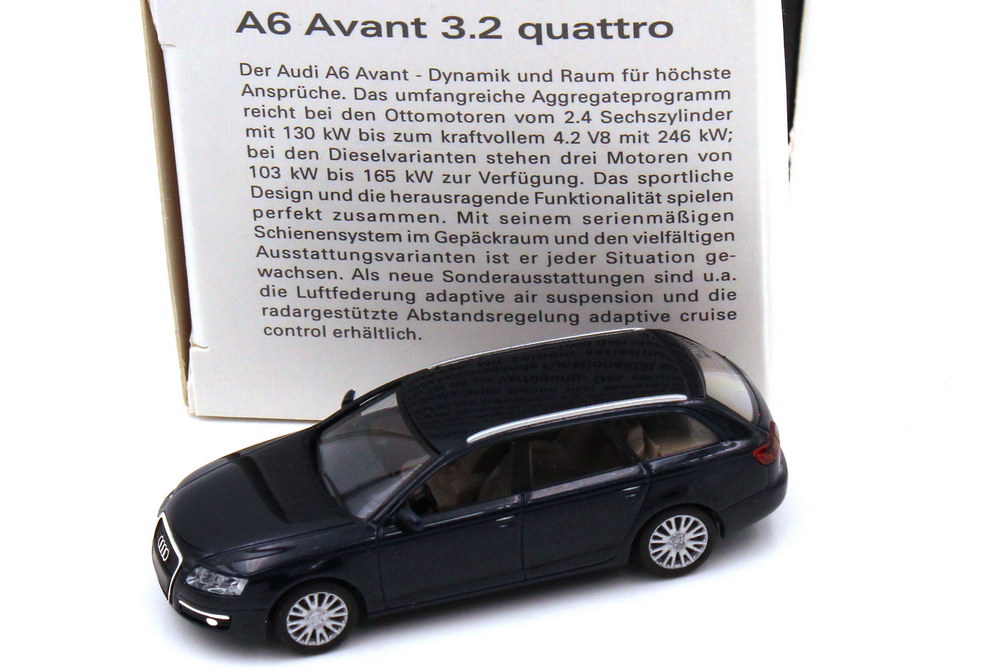 A6 Avant 3.2 quattro
Der Audi A6 Avant - Dynamik und Raum für höchste
Ansprüche. Das umfangreiche Aggregateprogramm
reicht bei den Ottomotoren vom 2.4 Sechszylinder
mit 130 kW bis zum kraftvollem 4.2 V8 mit 246 kW;
bei den Dieselvarianten stehen drei Motoren von
103 kW bis 165 kW zur Verfügung. Das sportliche
Design und die herausragende Funktionalität spielen
perfekt zusammen. Mit seinem serienmäßigen
Schienensystem im Gepäckraum und den vielfältigen
Ausstattungsvarianten ist er jeder Situation ge-
wachsen. Als neue Sonderausstattungen sind u.a.
die Luftfederung adaptive air suspension und die
radargestützte Abstandsregelung adaptive cruise
control erhältlich.